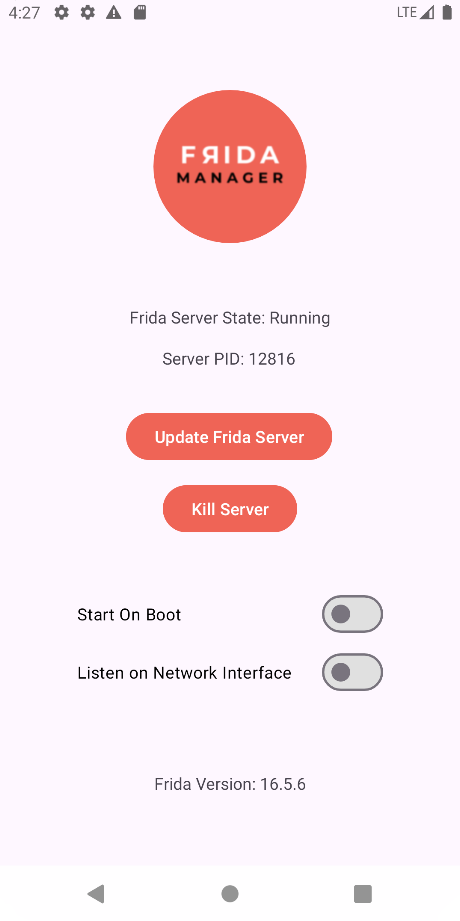 4:27
LTE
FЯIDA
MANAGER
Frida Server State: Running
Server PID: 12816
Update Frida Server
Kill Server
Start On Boot
Listen on Network Interface
Frida Version: 16.5.6